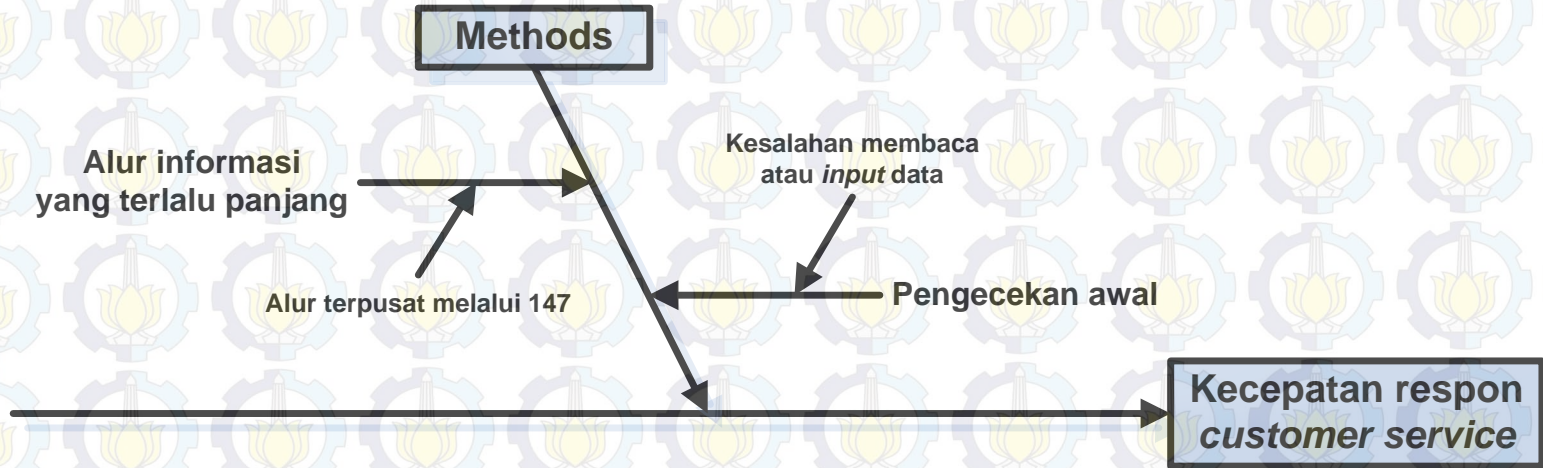 Methods
Alur informasi
yang terlalu panjang
Kesalahan membaca
atau input data
Alur terpusat melalui 147
Pengecekan awal
Kecepatan respon
customer service